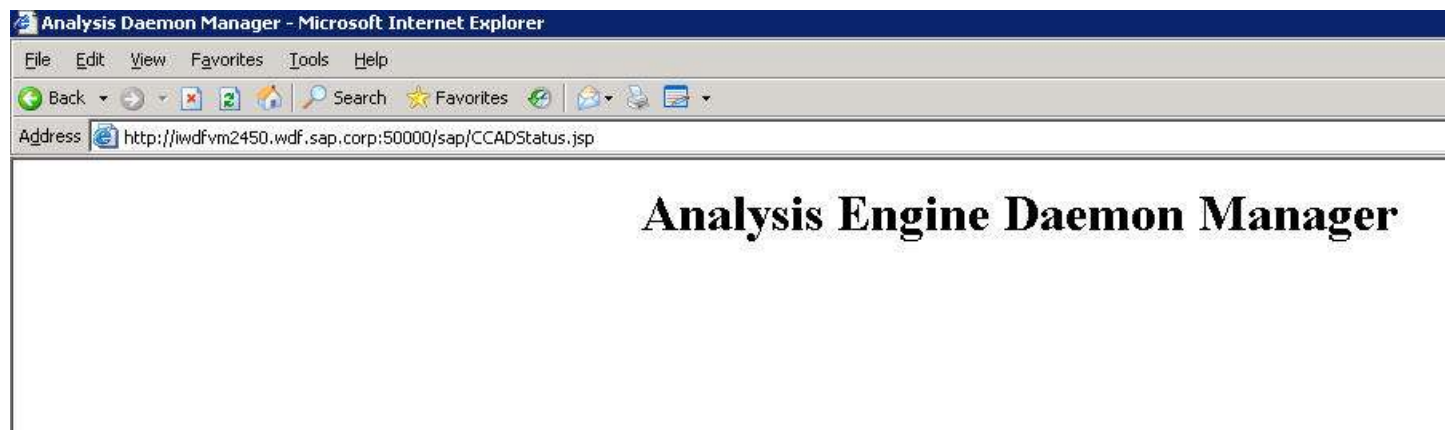 Analysis Daemon Manager - Microsoft Internet Explorer
File Edit View Favorites Tools Help
Back Search Favorites
Address http://iwdfvm2450.wdf.sap.corp:50000/sap/CCADStatus.jsp
Analysis Engine Daemon Manager